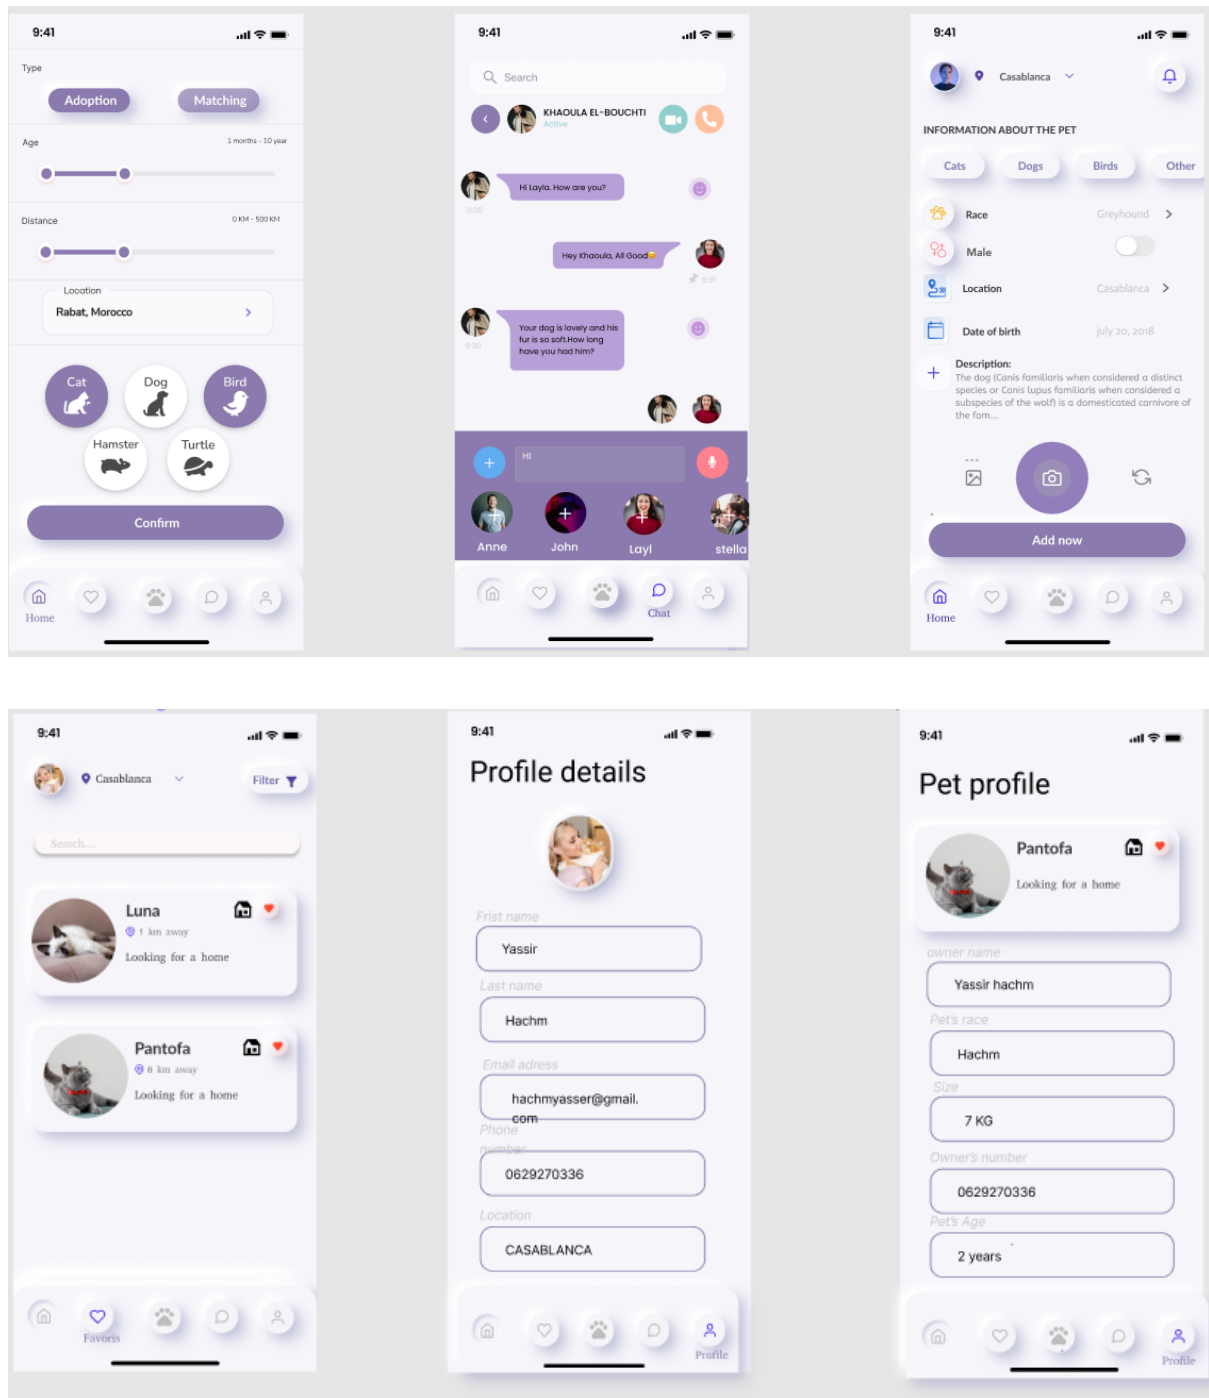 9:41
Type
Adoption
Matching
Age
1 months - 10 year
Distance
0 KM - 500 KM
Location
Rabat, Morocco
Cat
Dog
Bird
Hamster
Turtle
Confirm
Home
9:41
Search
KHAOULA EL-BOUCHTI
Active
Hi Layla. How are you?
9:30
Hey Khaoula, All Good😄
9:31
Your dog is lovely and his
fur is so soft.How long
have you had him?
9:30
HI
Anne
John
Layl
stella
Chat
9:41
Casablanca
INFORMATION ABOUT THE PET
Cats
Dogs
Birds
Other
Race
Greyhound
Male
Location
Casablanca
Date of birth
july 20, 2018
Description:
The dog (Canis familiaris when considered a distinct
species or Canis lupus familiaris when considered a
subspecies of the wolf) is a domesticated carnivore of
the fam...
Add now
Home
9:41
Casablanca
Filter
Search...
Luna
1 km away
Looking for a home
Pantofa
6 km away
Looking for a home
Favoris
9:41
Profile details
Frist name
Yassir
Last name
Hachm
Email adress
hachmyasser@gmail.
com
Phone
number
0629270336
Location
CASABLANCA
Profile
9:41
Pet profile
Pantofa
Looking for a home
owner name
Yassir hachm
Pet's race
Hachm
Size
7 KG
Owner's number
0629270336
Pet's Age
2 years
Profile